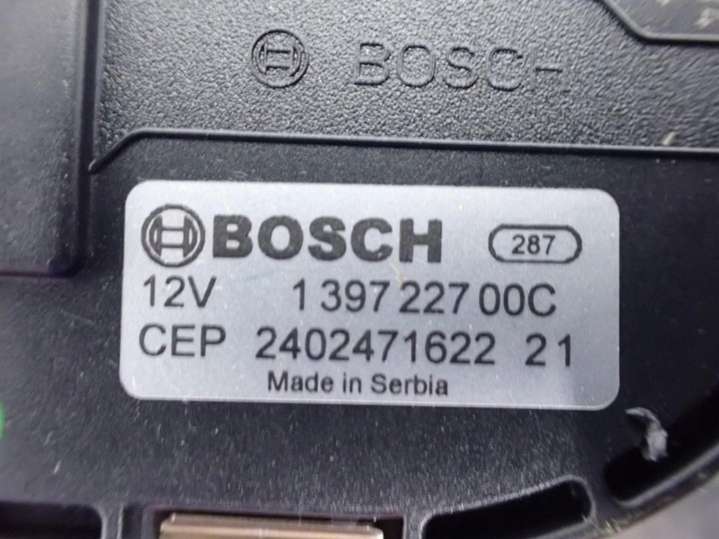 BOSCH
BOSCH 287
12V 1 397 227 00C
CEP 2402471622 21
Made in Serbia